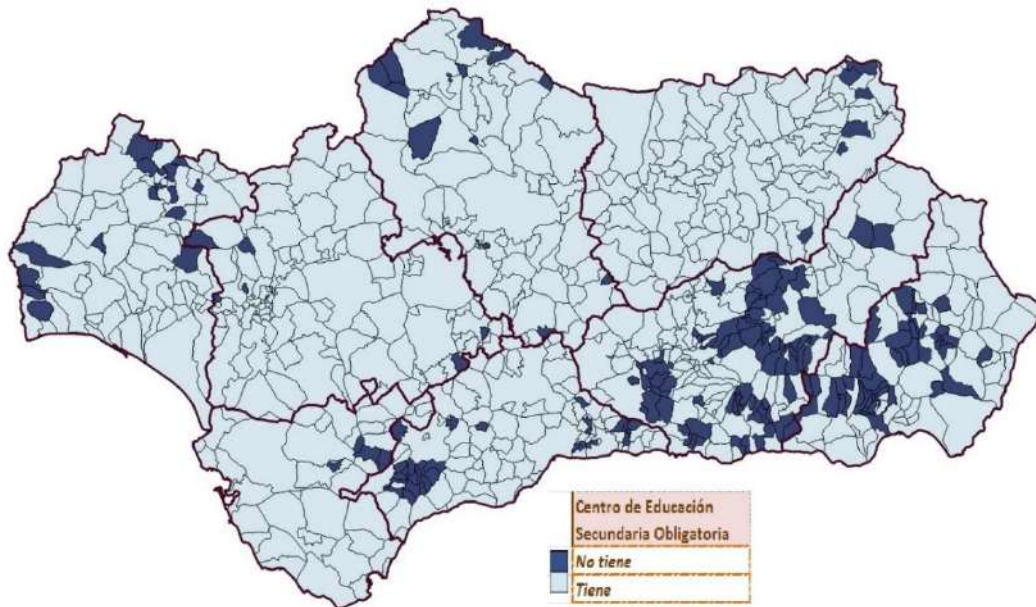 Centro de Educación
Secundaria Obligatoria
No tiene
Tiene